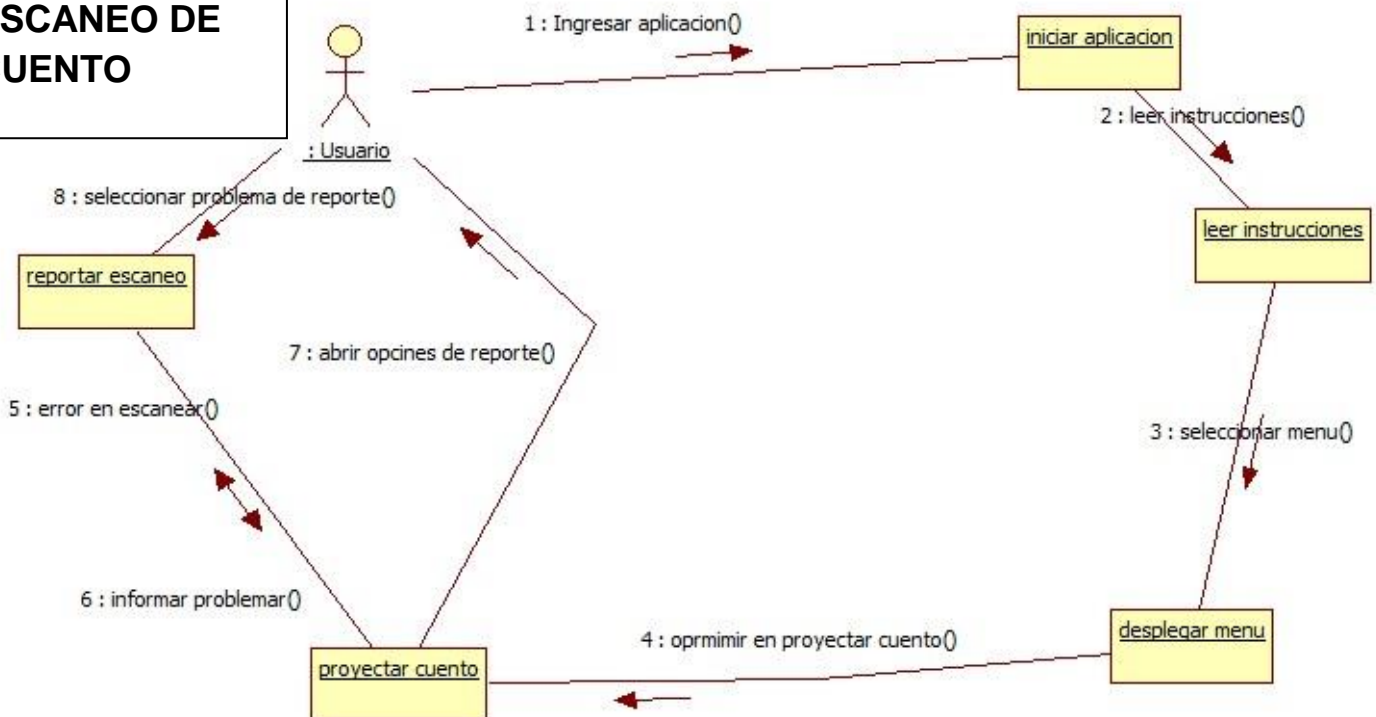 SCANEO DE
UENTO
1 : Ingresar aplicacion()
iniciar aplicacion
2 : leer instrucciones()
: Usuario
8 : seleccionar problema de reporte()
leer instrucciones
reportar escaneo
7 : abrir opcines de reporte()
5 : error en escanear()
3 : seleccionar menu()
6 : informar problemar()
4 : oprmimir en proyectar cuento()
desplegar menu
proyectar cuento